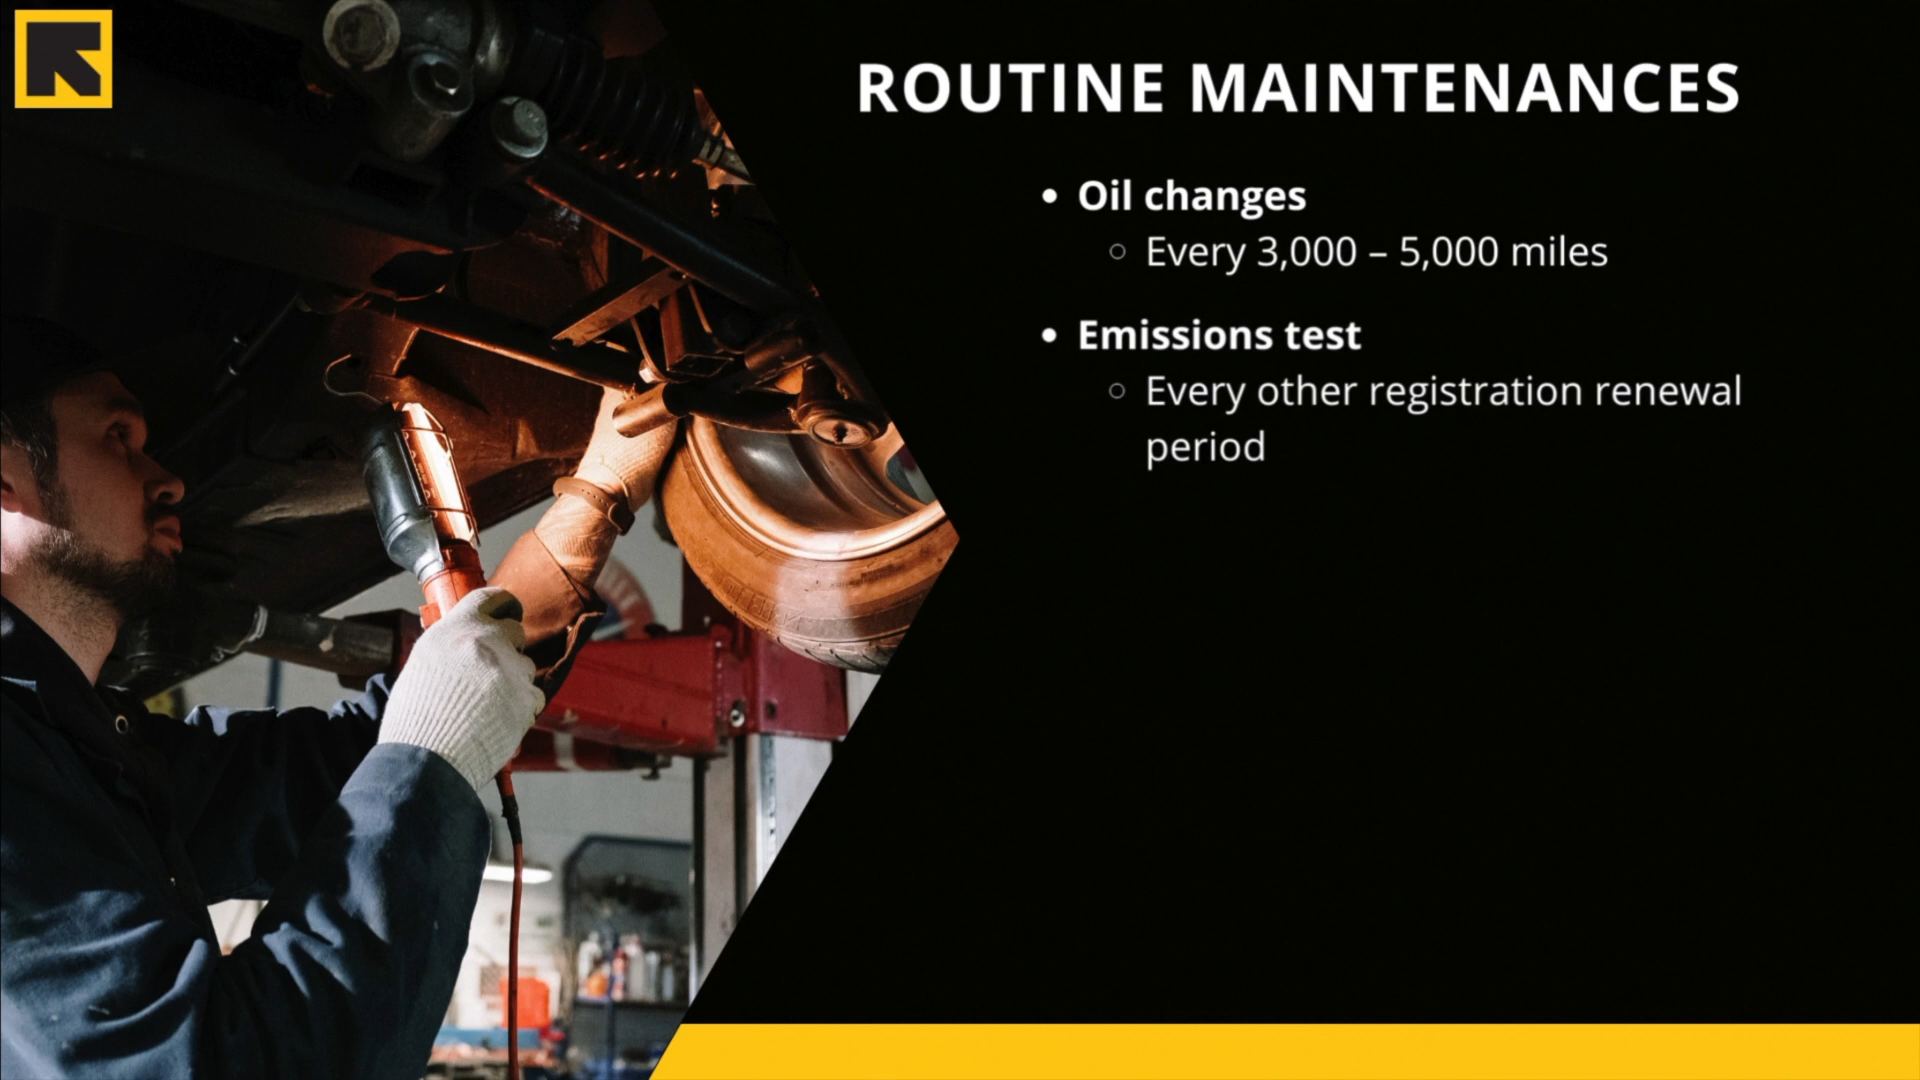 ROUTINE MAINTENANCES
• Oil changes
○ Every 3,000 – 5,000 miles
• Emissions test
○ Every other registration renewal
period